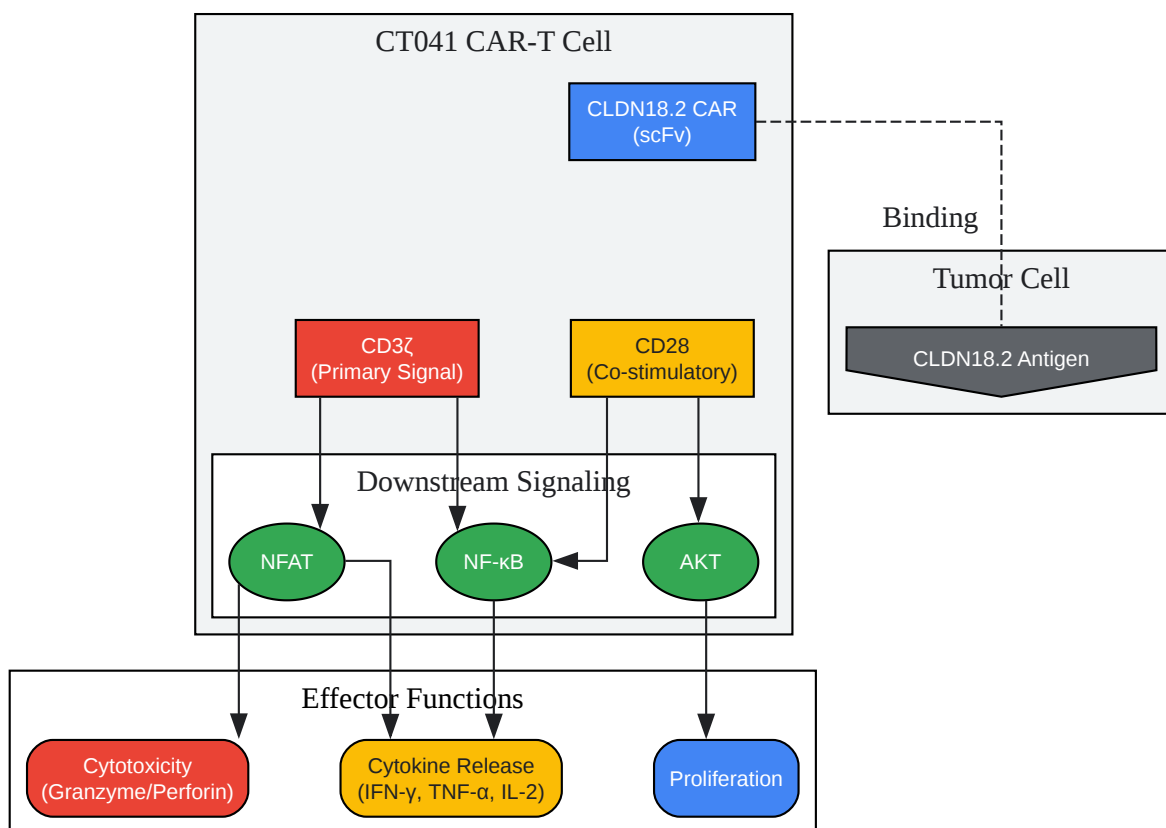 CT041 CAR-T Cell
CLDN18.2 CAR
(scFv)
Binding
Tumor Cell
CLDN18.2 Antigen
CD3ζ
(Primary Signal)
CD28
(Co-stimulatory)
Downstream Signaling
NFAT
NF-κB
AKT
Effector Functions
Cytotoxicity
(Granzyme/Perforin)
Cytokine Release
(IFN-γ, TNF-α, IL-2)
Proliferation